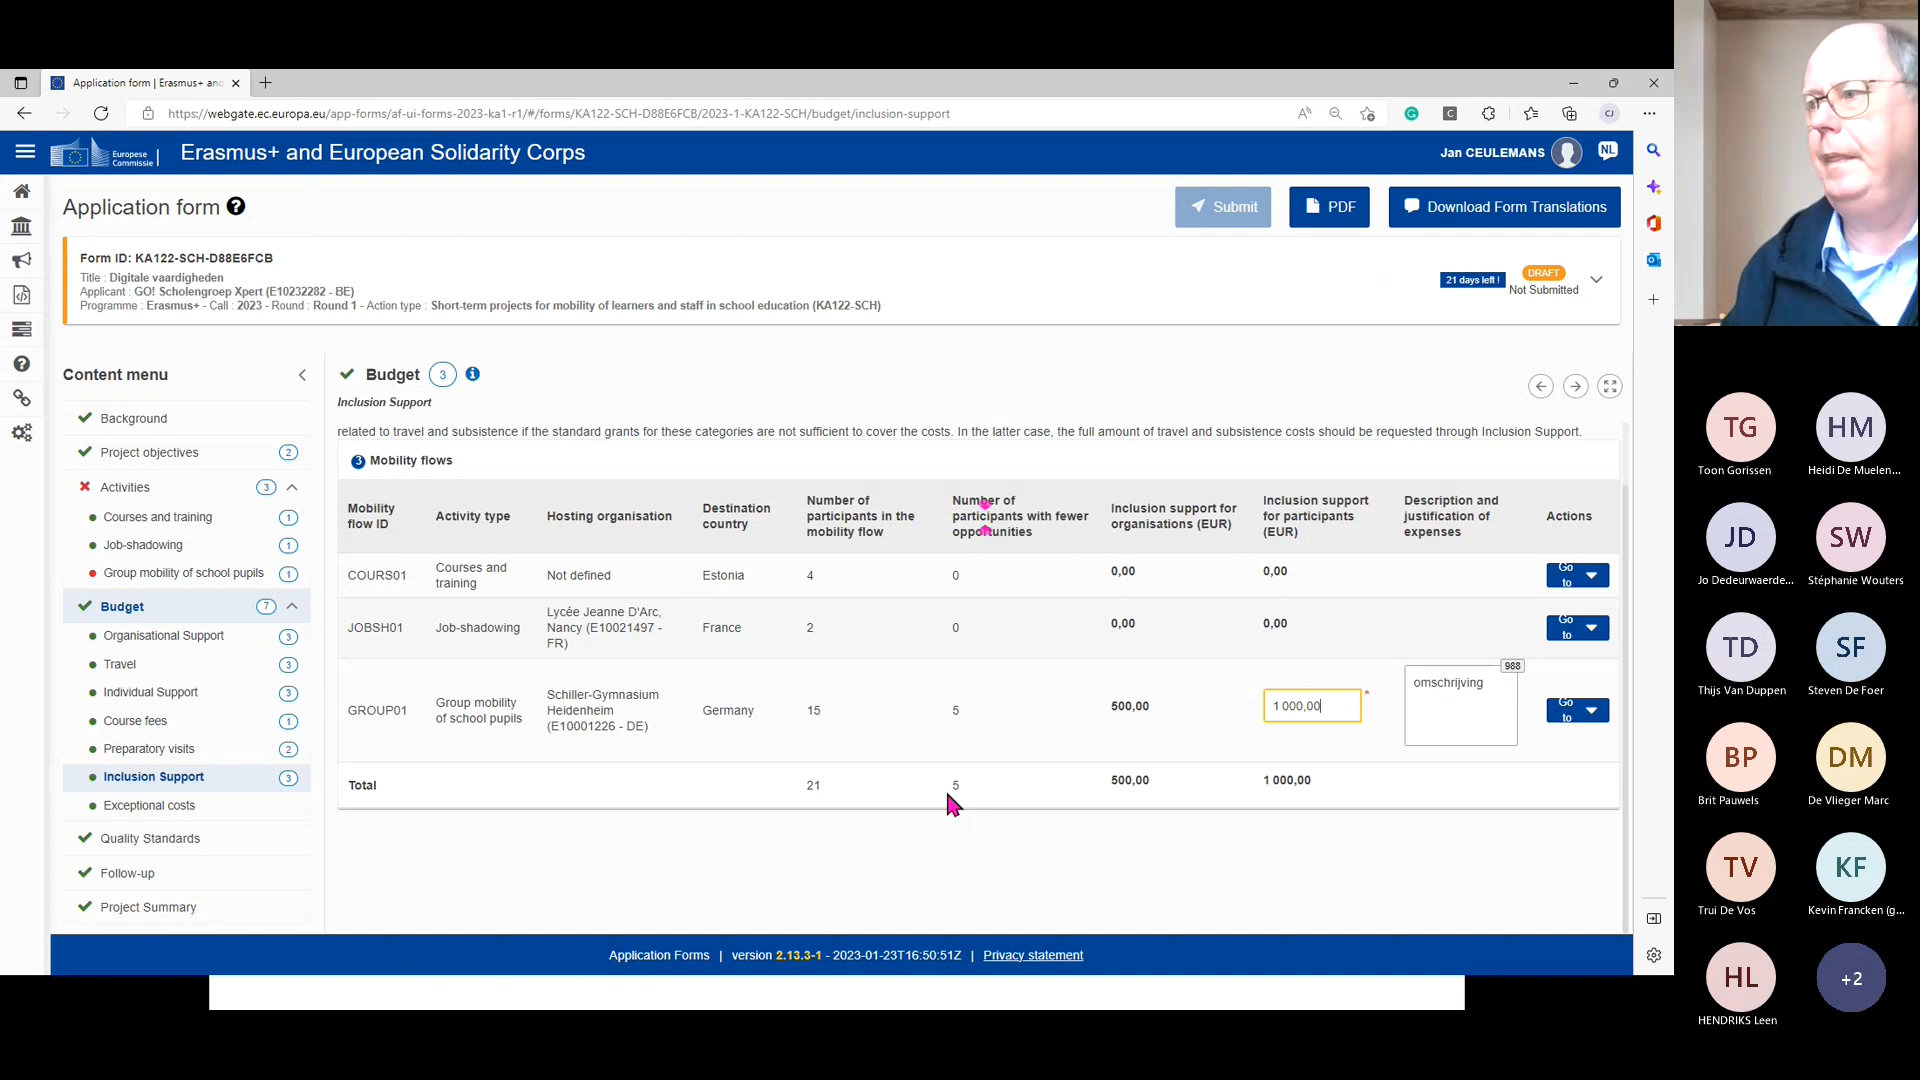 Application form | Erasmus+ and
https://webgate.ec.europa.eu/app-forms/af-ui-forms-2023-ka1-r1/#/forms/KA122-SCH-D88E6FCB/2023-1-KA122-SCH/budget/inclusion-support
CJ
Europese Commissie
Erasmus+ and European Solidarity Corps
Jan CEULEMANS
NL
Application form
Submit
PDF
Download Form Translations
Form ID: KA122-SCH-D88E6FCB
Title : Digitale vaardigheden
Applicant : GO! Scholengroep Xpert (E10232282 - BE)
Programme : Erasmus+ - Call : 2023 - Round : Round 1 - Action type : Short-term projects for mobility of learners and staff in school education (KA122-SCH)
21 days left !
DRAFT
Not Submitted
Content menu
Background
Project objectives 2
Activities 3
Courses and training 1
Job-shadowing 1
Group mobility of school pupils 1
Budget 7
Organisational Support 3
Travel 3
Individual Support 3
Course fees 1
Preparatory visits 2
Inclusion Support 3
Exceptional costs
Quality Standards
Follow-up
Project Summary
Budget 3
Inclusion Support
related to travel and subsistence if the standard grants for these categories are not sufficient to cover the costs. In the latter case, the full amount of travel and subsistence costs should be requested through Inclusion Support.
3 Mobility flows
Mobility flow ID
Activity type
Hosting organisation
Destination country
Number of participants in the mobility flow
Number of participants with fewer opportunities
Inclusion support for organisations (EUR)
Inclusion support for participants (EUR)
Description and justification of expenses
Actions
COURS01 Courses and training Not defined Estonia 4 0 0,00 0,00 Go to
JOBSH01 Job-shadowing Lycée Jeanne D'Arc, Nancy (E10021497 - FR) France 2 0 0,00 0,00 Go to
GROUP01 Group mobility of school pupils Schiller-Gymnasium Heidenheim (E10001226 - DE) Germany 15 5 500,00 1 000,00 * omschrijving 988 Go to
Total 21 5 500,00 1 000,00
Application Forms | version 2.13.3-1 - 2023-01-23T16:50:51Z | Privacy statement
TG
Toon Gorissen
HM
Heidi De Muelen...
JD
Jo Dedeurwaerde...
SW
Stéphanie Wouters
TD
Thijs Van Duppen
SF
Steven De Foer
BP
Brit Pauwels
DM
De Vlieger Marc
TV
Trui De Vos
KF
Kevin Francken (g...
HL
HENDRIKS Leen
+2